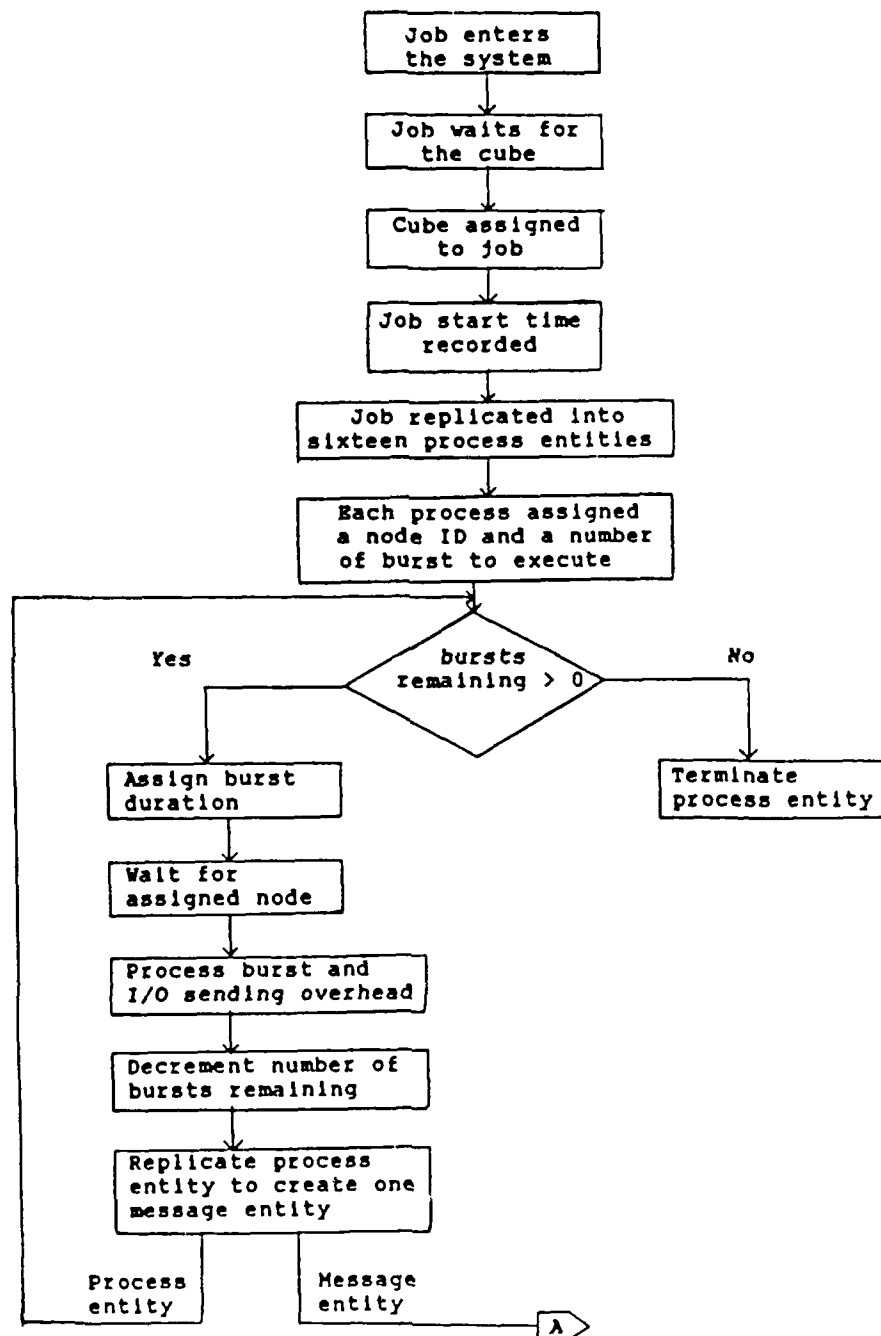 Job enters
the system
Job waits for
the cube
Cube assigned
to job
Job start time
recorded
Job replicated into
sixteen process entities
Each process assigned
a node ID and a number
of burst to execute
Yes
bursts
remaining > 0
No
Assign burst
duration
Terminate
process entity
Wait for
assigned node
Process burst and
I/O sending overhead
Decrement number of
bursts remaining
Replicate process
entity to create one
message entity
Process
entity
Message
entity
λ